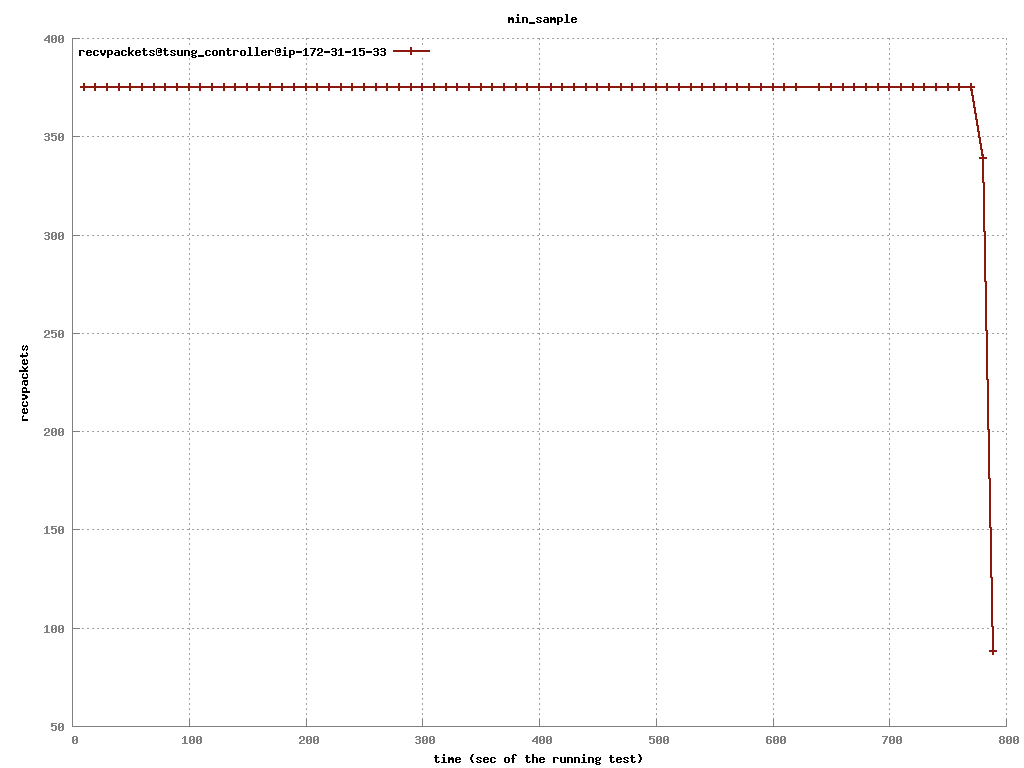 min_sample
recvpackets@tsung_controller@ip-172-31-15-33
400
350
300
250
200
150
100
50
recvpackets
0 100 200 300 400 500 600 700 800
time (sec of the running test)